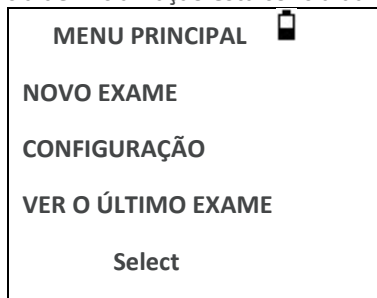 MENU PRINCIPAL
NOVO EXAME
CONFIGURAÇÃO
VER O ÚLTIMO EXAME
Select